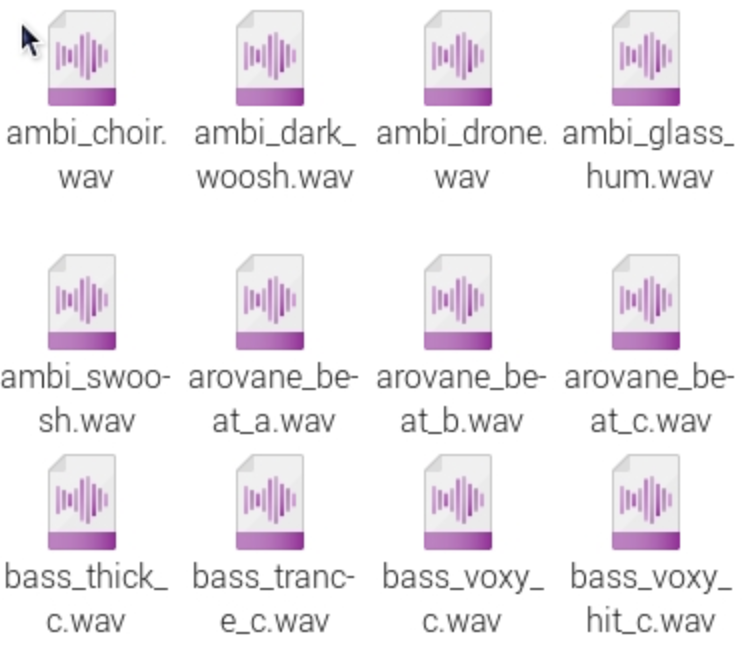 ambi_choir. ambi_dark_ ambi_drone. ambi_glass_
wav woosh.wav wav hum.wav
ambi_swoo- arovane_be- arovane_be- arovane_be-
sh.wav at_a.wav at_b.wav at_c.wav
bass_thick_ bass_tranc- bass_voxy_ bass_voxy_
c.wav e_c.wav c.wav hit_c.wav